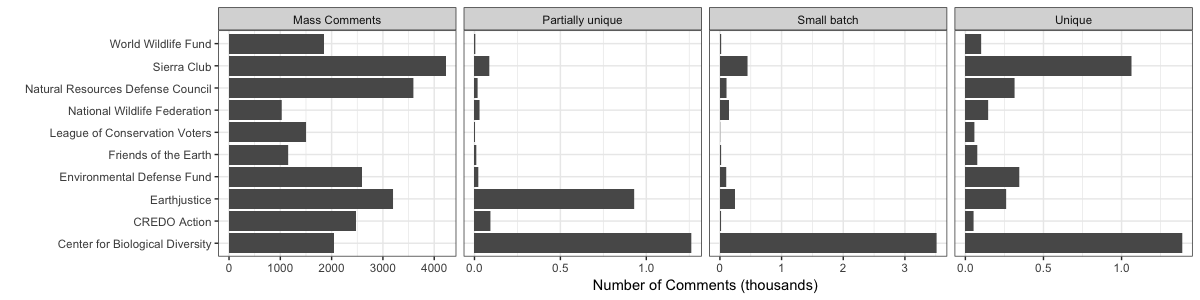 Mass Comments Partially unique Small batch Unique
World Wildlife Fund
Sierra Club
Natural Resources Defense Council
National Wildlife Federation
League of Conservation Voters
Friends of the Earth
Environmental Defense Fund
Earthjustice
CREDO Action
Center for Biological Diversity
0 1000 2000 3000 4000 0.0 0.5 1.0 0 1 2 3 0.0 0.5 1.0
Number of Comments (thousands)